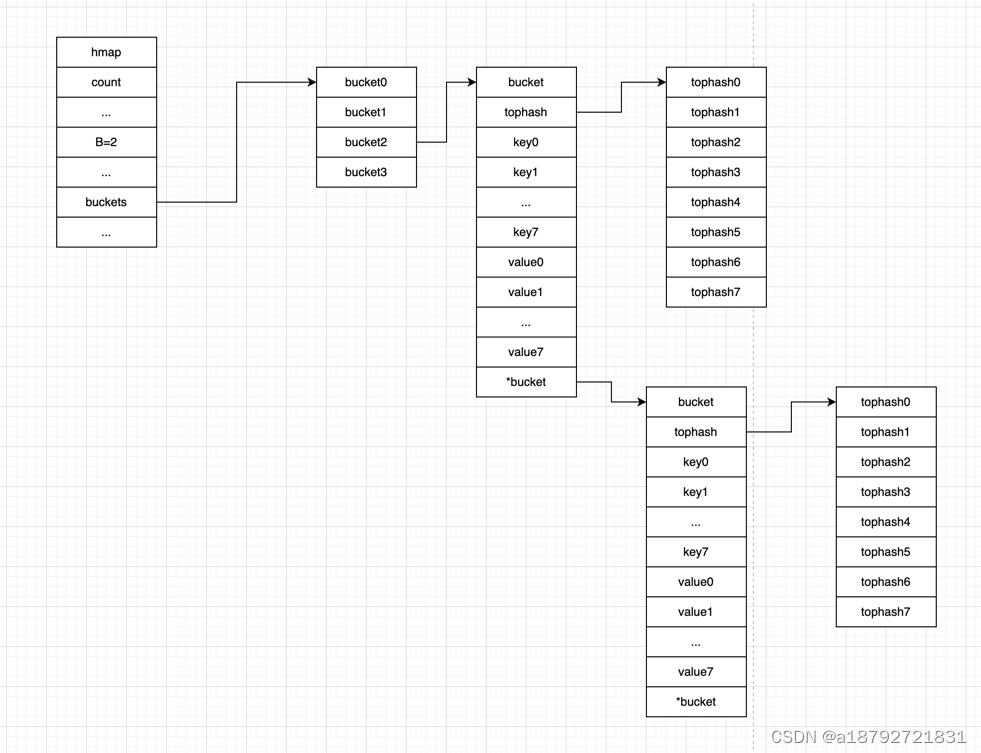 hmap
count
...
B=2
...
buckets
...
bucket0
bucket1
bucket2
bucket3
bucket
tophash
key0
key1
...
key7
value0
value1
...
value7
*bucket
tophash0
tophash1
tophash2
tophash3
tophash4
tophash5
tophash6
tophash7
bucket
tophash
key0
key1
...
key7
value0
value1
...
value7
*bucket
tophash0
tophash1
tophash2
tophash3
tophash4
tophash5
tophash6
tophash7
CSDN @a18792721831